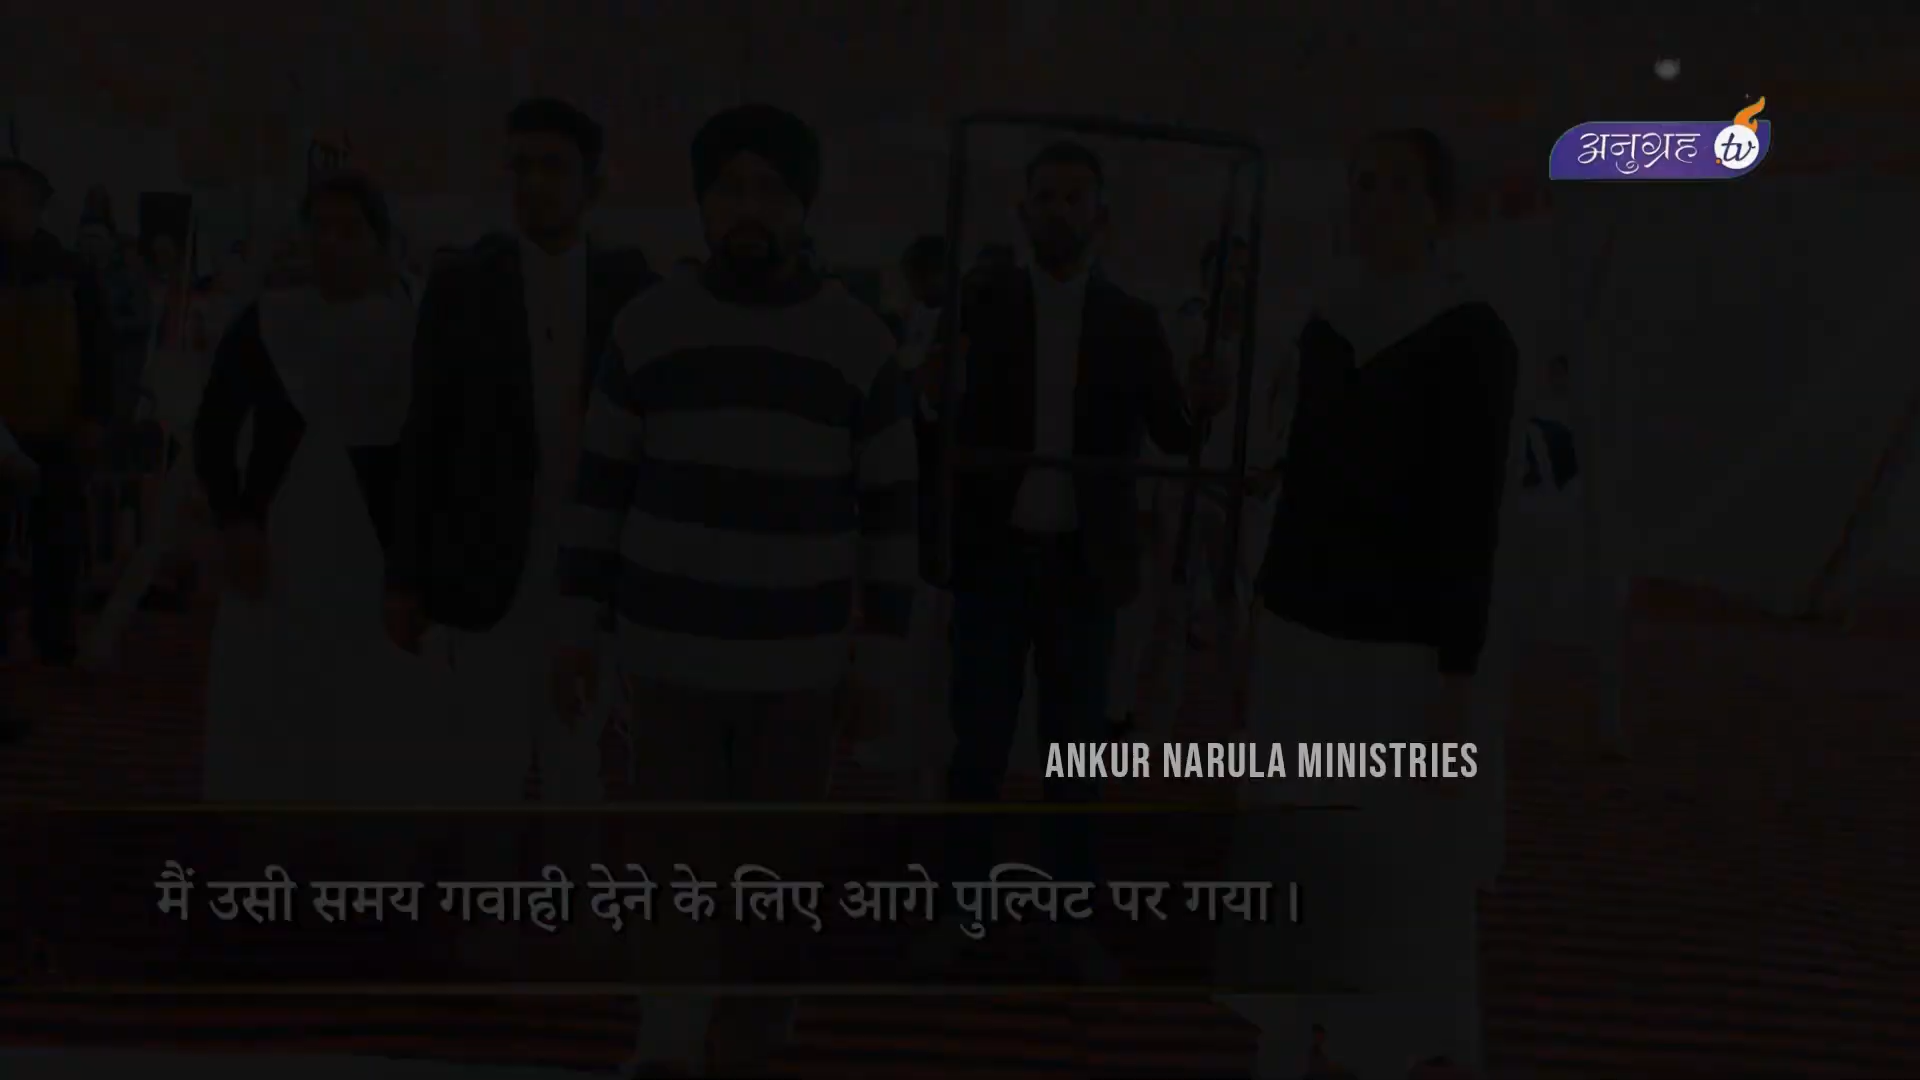 अनुग्रह .tv
ANKUR NARULA MINISTRIES
मैं उसी समय गवाही देने के लिए आगे पुल्पिट पर गया।